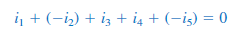 i₁ + (−i₂) + i₃ + i₄ + (−i₅) = 0